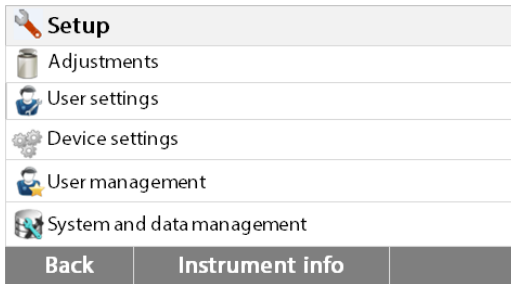 Setup
Adjustments
User settings
Device settings
User management
System and data management
Back Instrument info